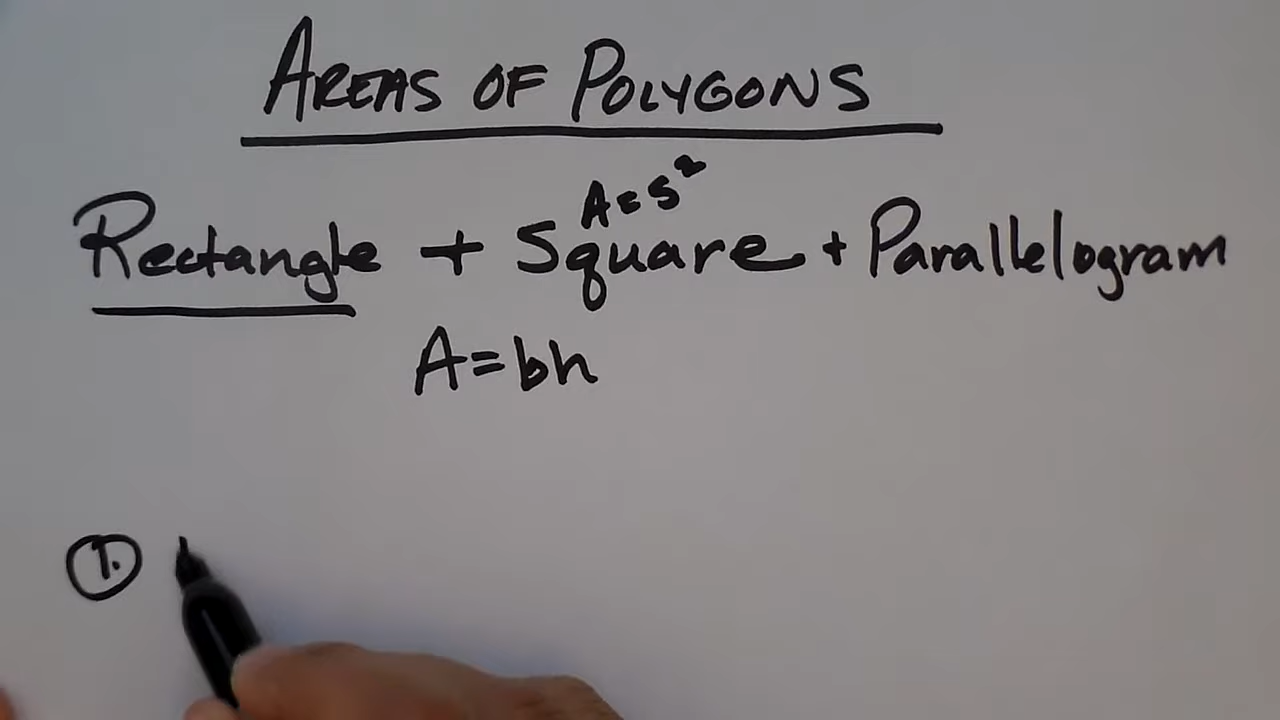 AREAS OF POLYGONS
A=s²
Rectangle + Square + Parallelogram
A=bh
1.